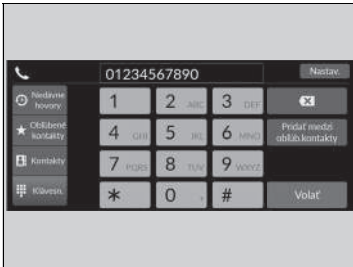 01234567890
Nastav.
Nedávne
hovory
1
2 ABC
3 DEF
Obľúbené
kontakty
4 GHI
5 JKL
6 MNO
Pridať medzi
obľúb.kontakty
Kontakty
7 PQRS
8 TUV
9 WXYZ
Klávesn.
*
0 +
#
Volať